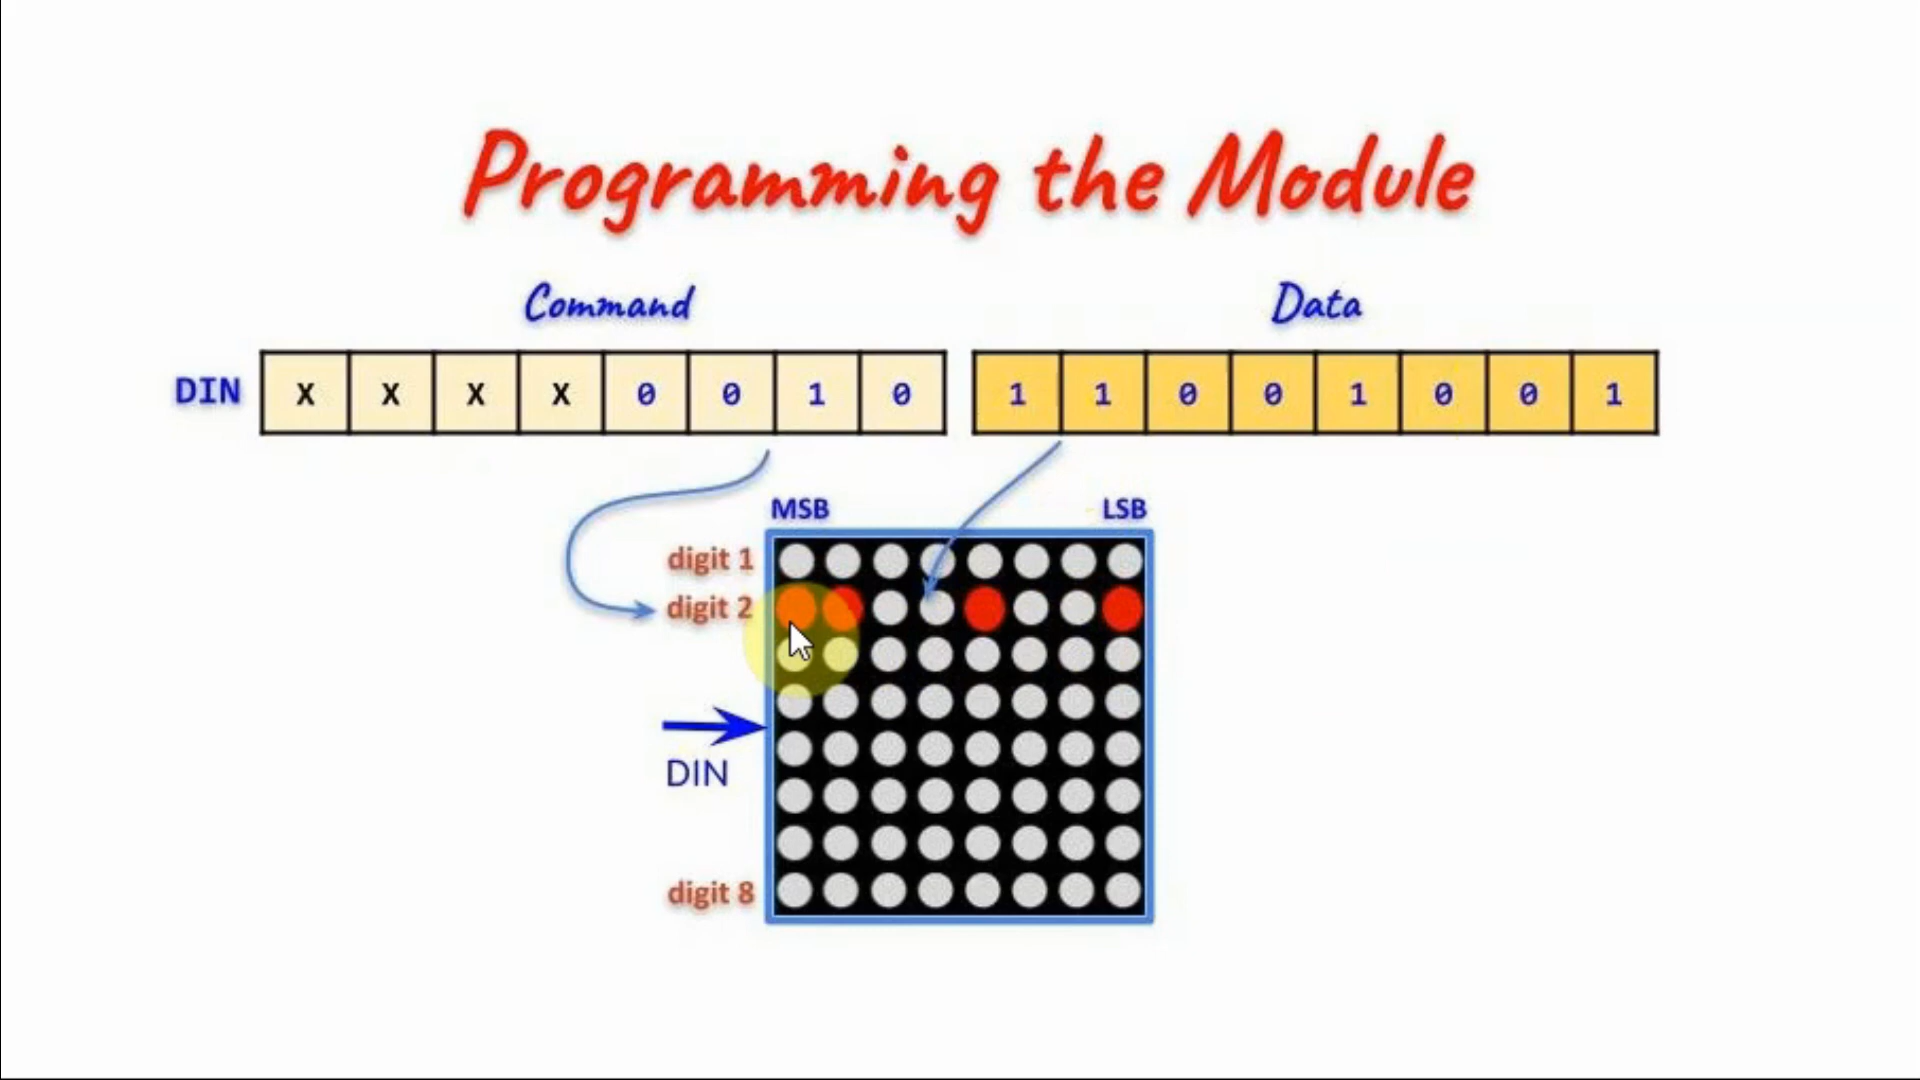 Programming the Module
Command Data
DIN X X X X 0 0 1 0 1 1 0 0 1 0 0 1
MSB LSB
digit 1
digit 2
DIN
digit 8